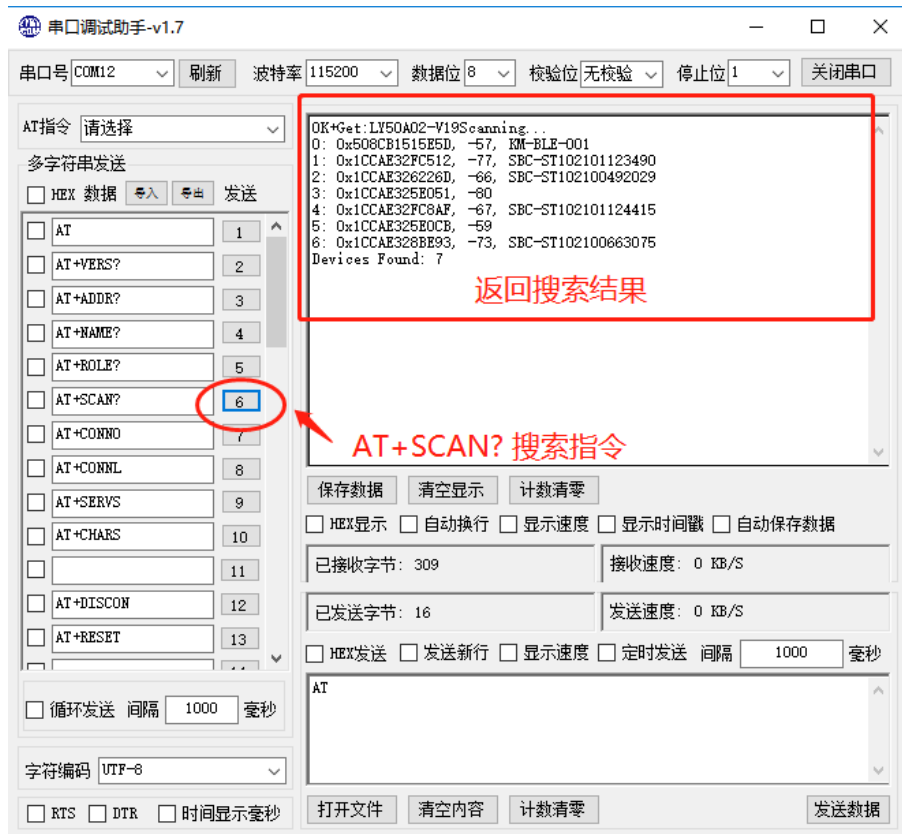 串口调试助手-v1.7
串口号 COM12 刷新 波特率 115200 数据位 8 校验位 无校验 停止位 1 关闭串口
AT指令 请选择
多字符串发送
HEX 数据 导入 导出 发送
AT 1
AT+VERS? 2
AT+ADDR? 3
AT+NAME? 4
AT+ROLE? 5
AT+SCAN? 6
AT+CONN0 7
AT+CONNL 8
AT+SERVS 9
AT+CHARS 10
11
AT+DISCON 12
AT+RESET 13
循环发送 间隔 1000 毫秒
字符编码 UTF-8
RTS DTR 时间显示毫秒
OK+Get:LY50A02-V19Scanning...
0: 0x508CB1515E5D, -57, KM-BLE-001
1: 0x1CCAE32FC512, -77, SBC-ST102101123490
2: 0x1CCAE326226D, -66, SBC-ST102100492029
3: 0x1CCAE325E051, -80
4: 0x1CCAE32FC8AF, -67, SBC-ST102101124415
5: 0x1CCAE325E0CB, -59
6: 0x1CCAE328BE93, -73, SBC-ST102100663075
Devices Found: 7
返回搜索结果
AT+SCAN? 搜索指令
保存数据 清空显示 计数清零
HEX显示 自动换行 显示速度 显示时间戳 自动保存数据
已接收字节: 309 接收速度: 0 KB/S
已发送字节: 16 发送速度: 0 KB/S
HEX发送 发送新行 显示速度 定时发送 间隔 1000 毫秒
AT
打开文件 清空内容 计数清零 发送数据